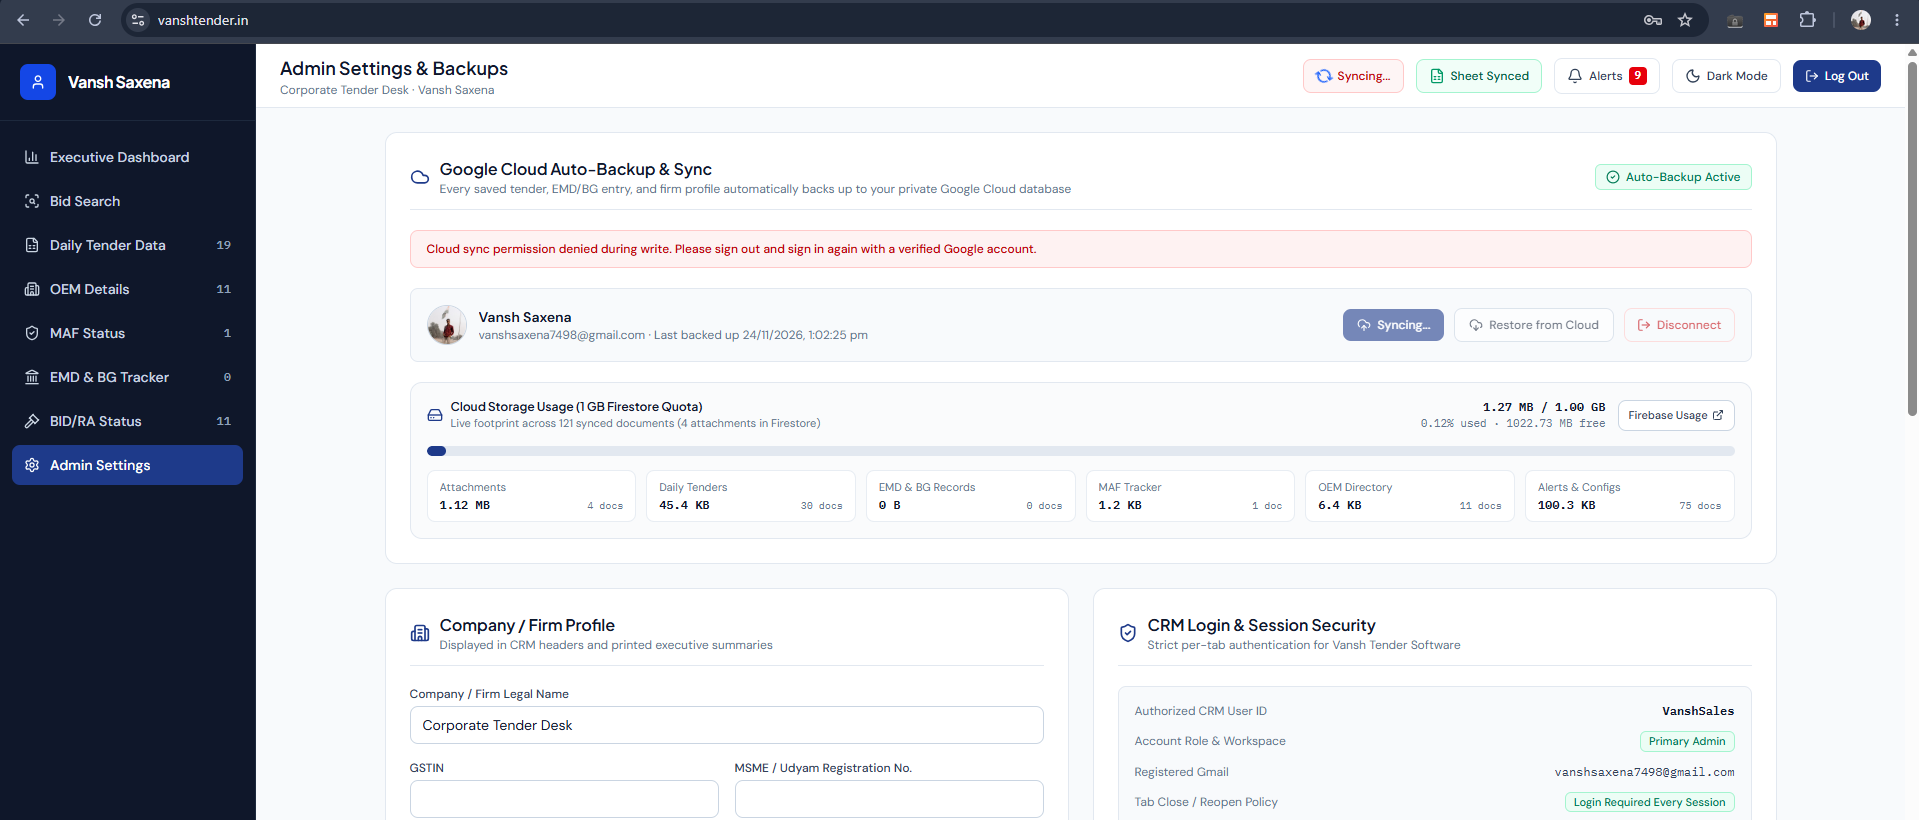 vanshtender.in
Vansh Saxena
Executive Dashboard
Bid Search
Daily Tender Data 19
OEM Details 11
MAF Status 1
EMD & BG Tracker 0
BID/RA Status 11
Admin Settings
Admin Settings & Backups
Corporate Tender Desk · Vansh Saxena
Syncing...
Sheet Synced
Alerts 9
Dark Mode
Log Out
Google Cloud Auto-Backup & Sync
Every saved tender, EMD/BG entry, and firm profile automatically backs up to your private Google Cloud database
Auto-Backup Active
Cloud sync permission denied during write. Please sign out and sign in again with a verified Google account.
Vansh Saxena
vanshsaxena7498@gmail.com · Last backed up 24/11/2026, 1:02:25 pm
Syncing...
Restore from Cloud
Disconnect
Cloud Storage Usage (1 GB Firestore Quota)
Live footprint across 121 synced documents (4 attachments in Firestore)
1.27 MB / 1.00 GB
0.12% used · 1022.73 MB free
Firebase Usage
Attachments
1.12 MB 4 docs
Daily Tenders
45.4 KB 30 docs
EMD & BG Records
0 B 0 docs
MAF Tracker
1.2 KB 1 doc
OEM Directory
6.4 KB 11 docs
Alerts & Configs
100.3 KB 75 docs
Company / Firm Profile
Displayed in CRM headers and printed executive summaries
Company / Firm Legal Name
Corporate Tender Desk
GSTIN
MSME / Udyam Registration No.
CRM Login & Session Security
Strict per-tab authentication for Vansh Tender Software
Authorized CRM User ID VanshSales
Account Role & Workspace Primary Admin
Registered Gmail vanshsaxena7498@gmail.com
Tab Close / Reopen Policy Login Required Every Session